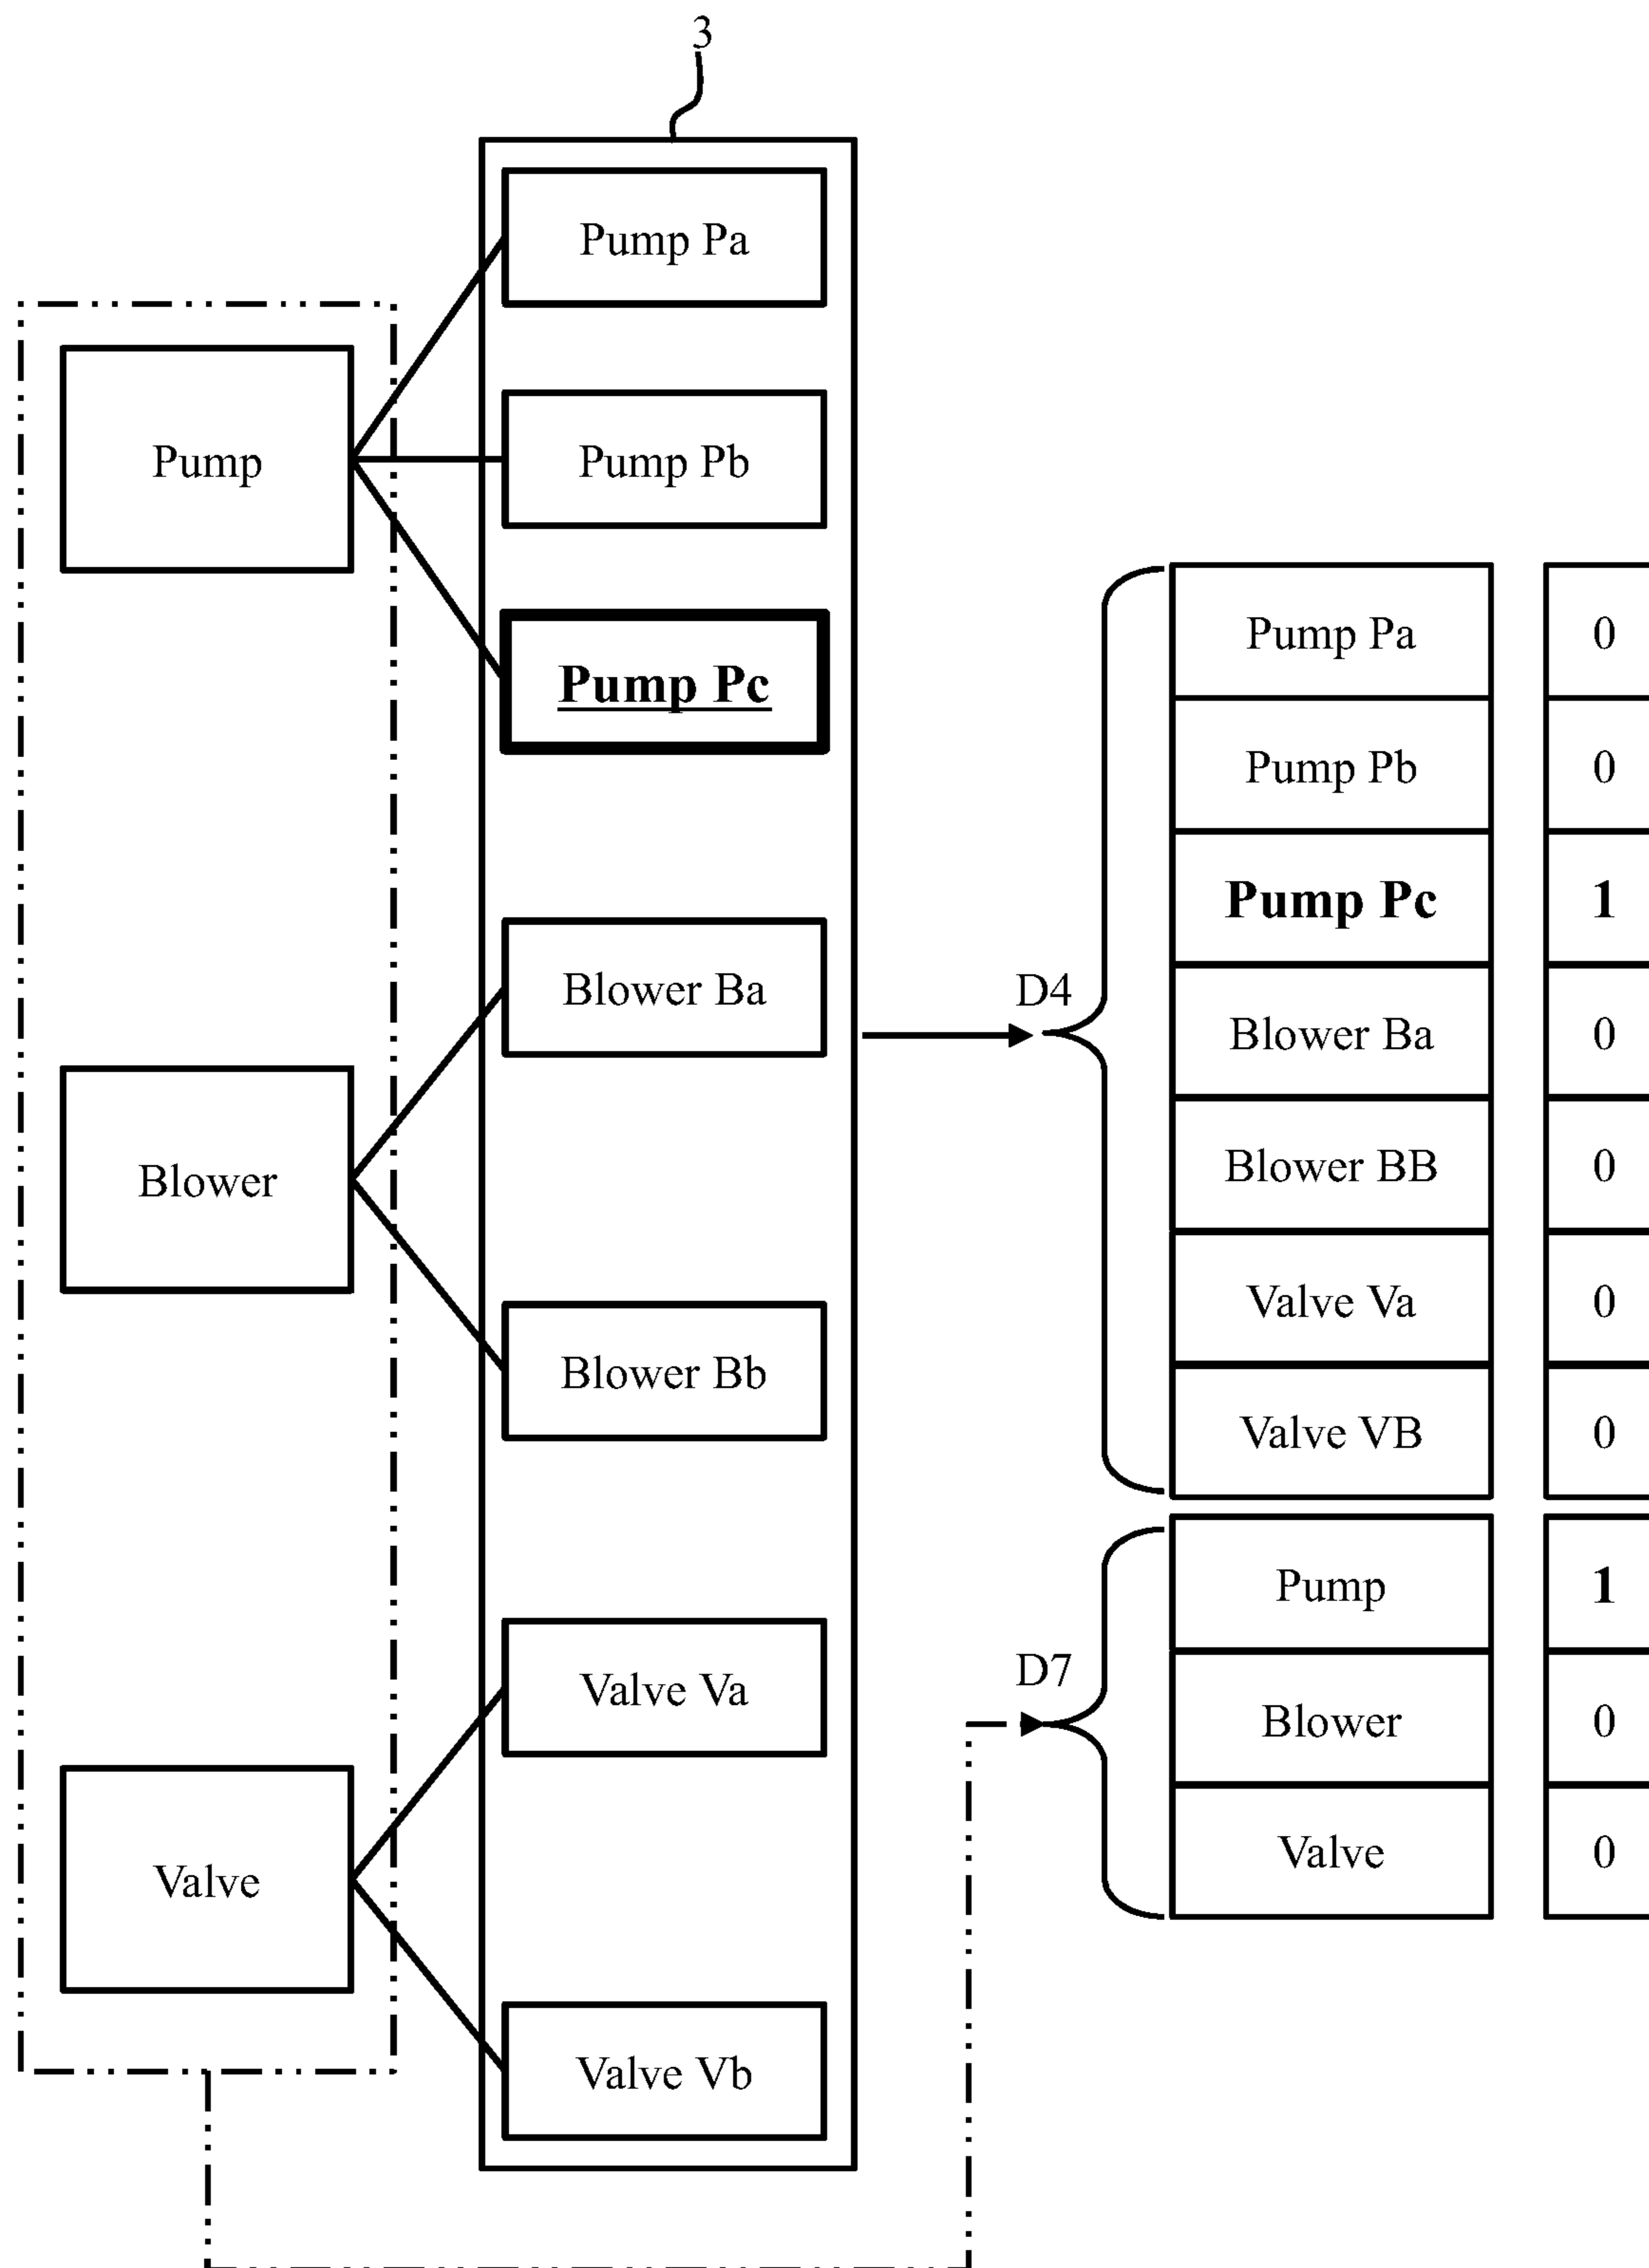 3
Pump
Blower
Valve
Pump Pa
Pump Pb
Pump Pc
Blower Ba
Blower Bb
Valve Va
Valve Vb
D4
Pump Pa 0
Pump Pb 0
Pump Pc 1
Blower Ba 0
Blower BB 0
Valve Va 0
Valve VB 0
D7
Pump 1
Blower 0
Valve 0